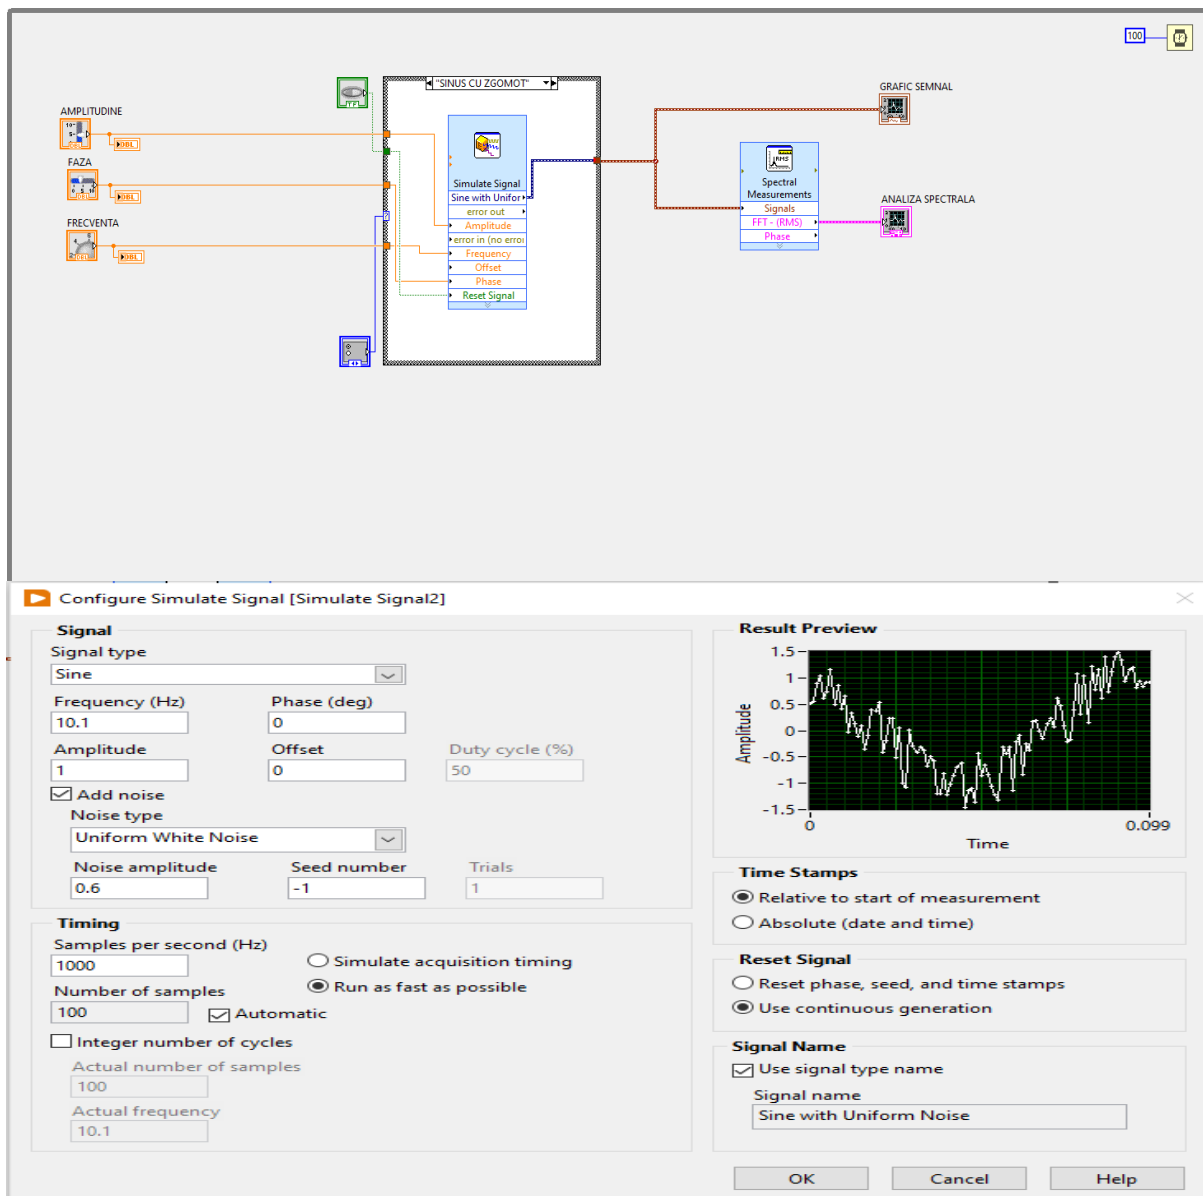 100
"SINUS CU ZGOMOT"
GRAFIC SEMNAL
AMPLITUDINE
DBL
FAZA
DBL
FRECVENTA
DBL
TF
Simulate Signal
Sine with Unifor
error out
Amplitude
error in (no error
Frequency
Offset
Phase
Reset Signal
RMS
Spectral
Measurements
Signals
FFT - (RMS)
Phase
ANALIZA SPECTRALA
Configure Simulate Signal [Simulate Signal2]
Signal
Signal type
Sine
Frequency (Hz) Phase (deg)
10.1 0
Amplitude Offset Duty cycle (%)
1 0 50
Add noise
Noise type
Uniform White Noise
Noise amplitude Seed number Trials
0.6 -1 1
Timing
Samples per second (Hz)
1000
Simulate acquisition timing
Number of samples
Run as fast as possible
100
Automatic
Integer number of cycles
Actual number of samples
100
Actual frequency
10.1
Result Preview
1.5
1
0.5
0
-0.5
-1
-1.5
Amplitude
0 0.099
Time
Time Stamps
Relative to start of measurement
Absolute (date and time)
Reset Signal
Reset phase, seed, and time stamps
Use continuous generation
Signal Name
Use signal type name
Signal name
Sine with Uniform Noise
OK Cancel Help